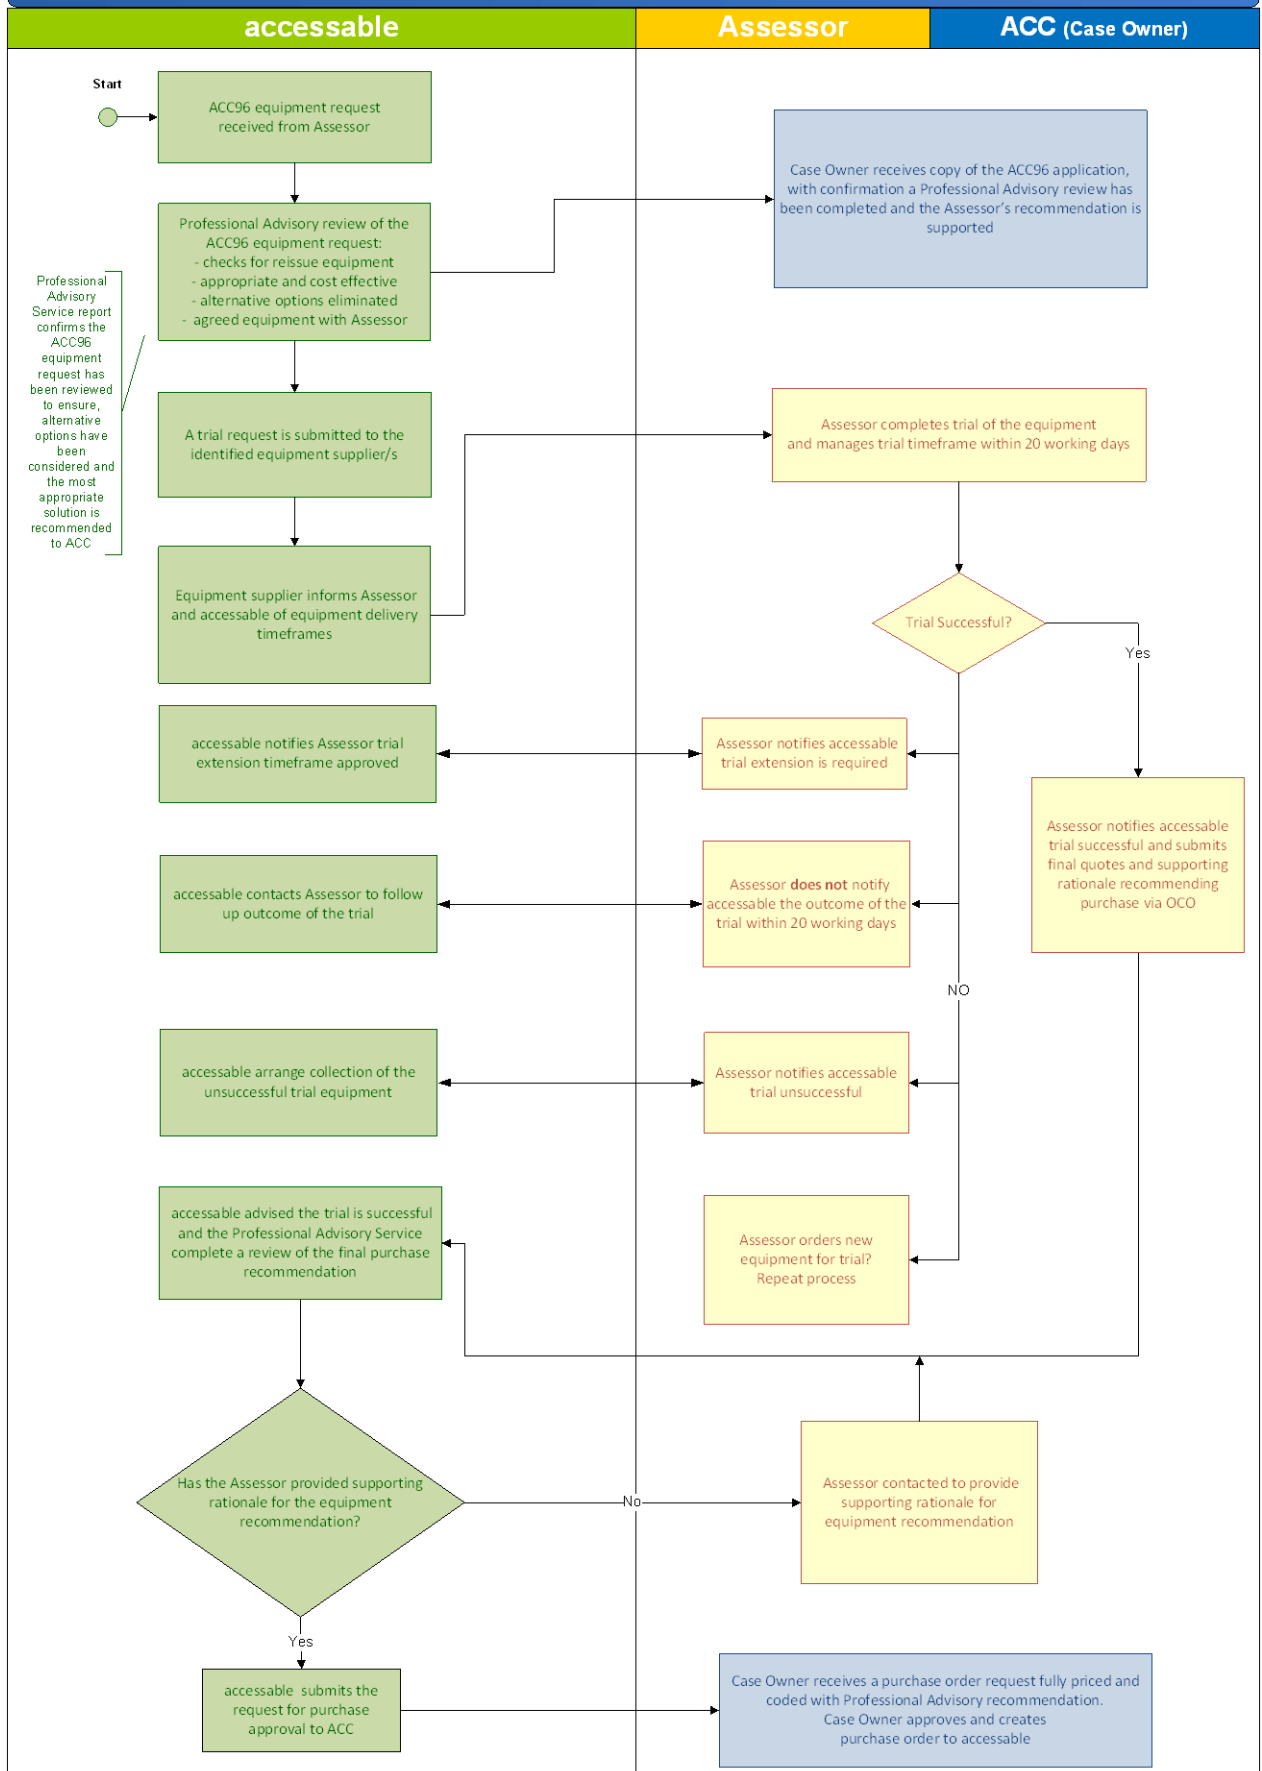 accessable
Assessor
ACC (Case Owner)
Start
ACC96 equipment request
received from Assessor
Case Owner receives copy of the ACC96 application,
with confirmation a Professional Advisory review has
been completed and the Assessor's recommendation is
supported
Professional Advisory review of the
ACC96 equipment request:
- checks for reissue equipment
- appropriate and cost effective
- alternative options eliminated
- agreed equipment with Assessor
Professional
Advisory
Service report
confirms the
ACC96
equipment
request has
been reviewed
to ensure,
alternative
options have
been
considered and
the most
appropriate
solution is
recommended
to ACC
A trial request is submitted to the
identified equipment supplier/s
Assessor completes trial of the equipment
and manages trial timeframe within 20 working days
Equipment supplier informs Assessor
and accessable of equipment delivery
timeframes
Trial Successful?
Yes
accessable notifies Assessor trial
extension timeframe approved
Assessor notifies accessable
trial extension is required
Assessor notifies accessable
trial successful and submits
final quotes and supporting
rationale recommending
purchase via OCO
accessable contacts Assessor to follow
up outcome of the trial
Assessor does not notify
accessable the outcome of the
trial within 20 working days
NO
accessable arrange collection of the
unsuccessful trial equipment
Assessor notifies accessable
trial unsuccessful
accessable advised the trial is successful
and the Professional Advisory Service
complete a review of the final purchase
recommendation
Assessor orders new
equipment for trial?
Repeat process
Has the Assessor provided supporting
rationale for the equipment
recommendation?
No
Assessor contacted to provide
supporting rationale for
equipment recommendation
Yes
accessable submits the
request for purchase
approval to ACC
Case Owner receives a purchase order request fully priced and
coded with Professional Advisory recommendation.
Case Owner approves and creates
purchase order to accessable